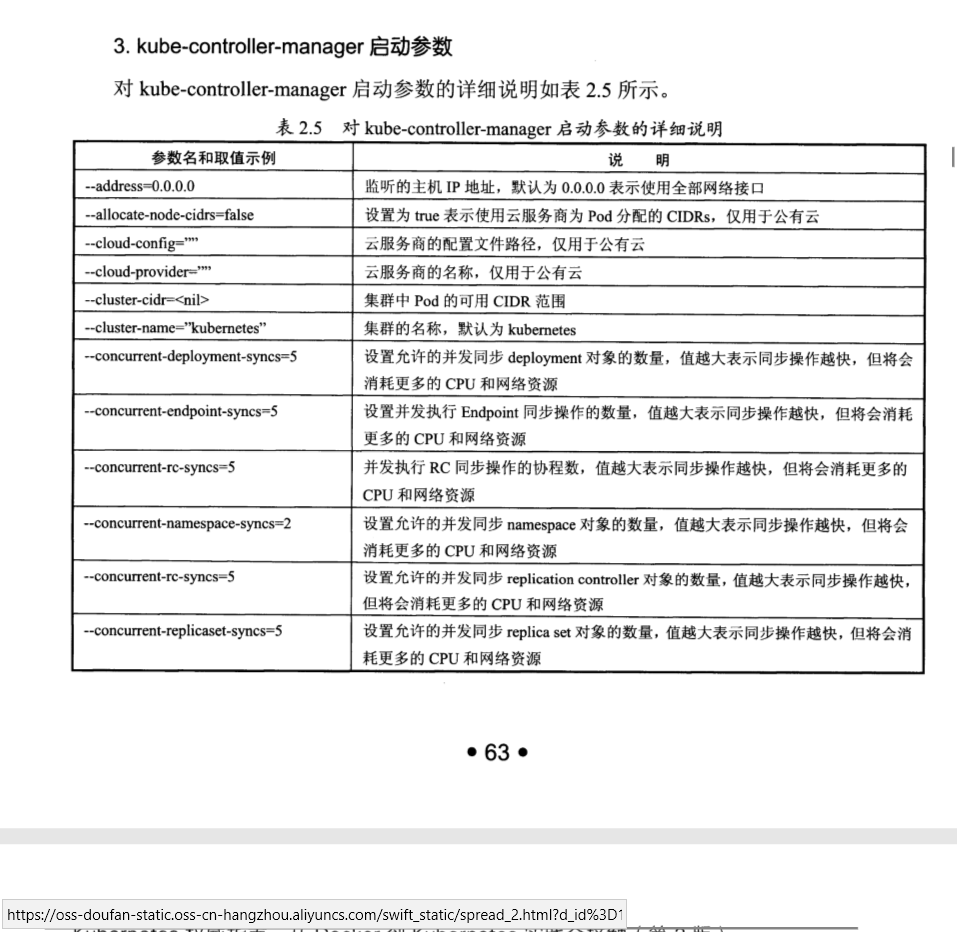 3. kube-controller-manager 启动参数
对 kube-controller-manager 启动参数的详细说明如表 2.5 所示。
表 2.5 对 kube-controller-manager 启动参数的详细说明
参数名和取值示例 说 明
--address=0.0.0.0 监听的主机 IP 地址，默认为 0.0.0.0 表示使用全部网络接口
--allocate-node-cidrs=false 设置为 true 表示使用云服务商为 Pod 分配的 CIDRs，仅用于公有云
--cloud-config=”” 云服务商的配置文件路径，仅用于公有云
--cloud-provider=”” 云服务商的名称，仅用于公有云
--cluster-cidr=<nil> 集群中 Pod 的可用 CIDR 范围
--cluster-name=”kubernetes” 集群的名称，默认为 kubernetes
--concurrent-deployment-syncs=5 设置允许的并发同步 deployment 对象的数量，值越大表示同步操作越快，但将会
消耗更多的 CPU 和网络资源
--concurrent-endpoint-syncs=5 设置并发执行 Endpoint 同步操作的数量，值越大表示同步操作越快，但将会消耗
更多的 CPU 和网络资源
--concurrent-rc-syncs=5 并发执行 RC 同步操作的协程数，值越大表示同步操作越快，但将会消耗更多的
CPU 和网络资源
--concurrent-namespace-syncs=2 设置允许的并发同步 namespace 对象的数量，值越大表示同步操作越快，但将会
消耗更多的 CPU 和网络资源
--concurrent-rc-syncs=5 设置允许的并发同步 replication controller 对象的数量，值越大表示同步操作越快，
但将会消耗更多的 CPU 和网络资源
--concurrent-replicaset-syncs=5 设置允许的并发同步 replica set 对象的数量，值越大表示同步操作越快，但将会消
耗更多的 CPU 和网络资源
• 63 •
https://oss-doufan-static.oss-cn-hangzhou.aliyuncs.com/swift_static/spread_2.html?d_id%3D1